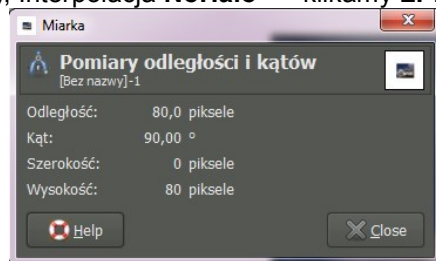 Miarka
Pomiary odległości i kątów
[Bez nazwy]-1
Odległość: 80,0 piksele
Kąt: 90,00 °
Szerokość: 0 piksele
Wysokość: 80 piksele
Help Close